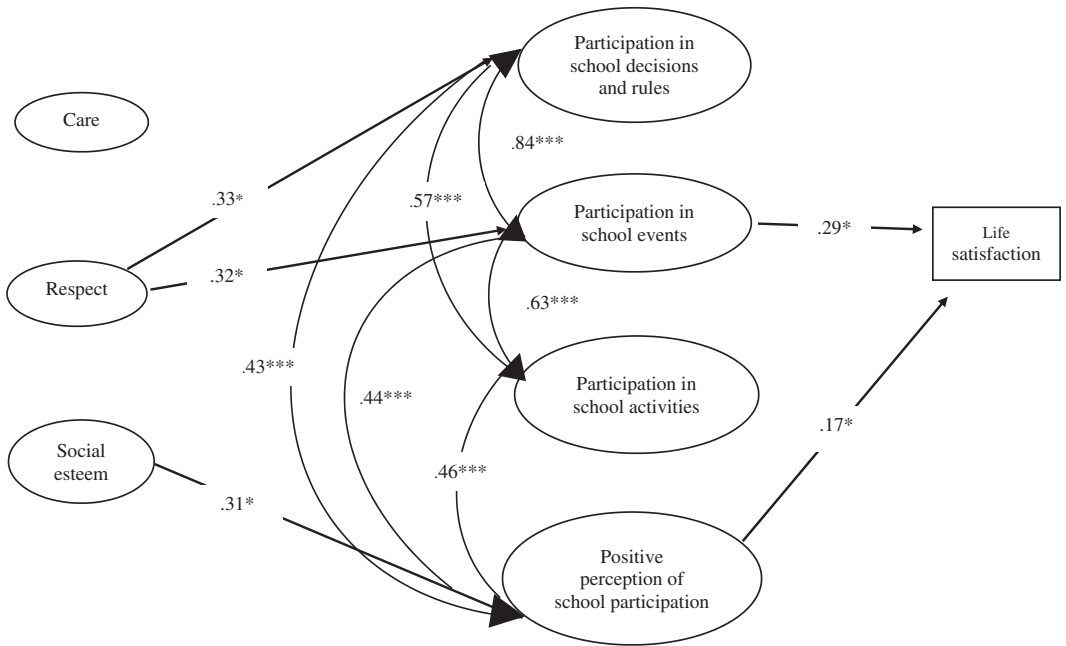 Participation in
school decisions
and rules
Care
.84***
.33*
.57***
Participation in
school events
.29*
Life
satisfaction
Respect
.32*
.63***
.43***
.44***
Participation in
school activities
.17*
Social
esteem
.46***
.31*
Positive
perception of
school participation